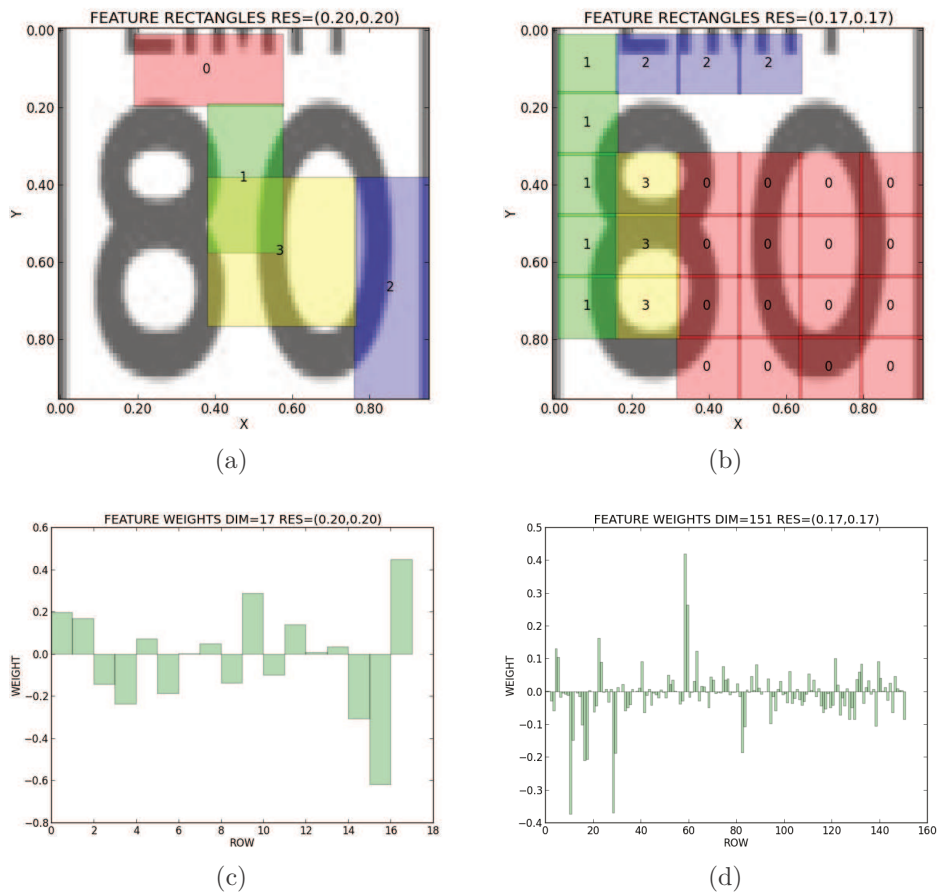 FEATURE RECTANGLES RES=(0.20,0.20)
0.00
0.20
0.40
0.60
0.80
Y
0
1
3
2
80
0.00 0.20 0.40 0.60 0.80
X
(a)
FEATURE RECTANGLES RES=(0.17,0.17)
0.00
0.20
0.40
0.60
0.80
Y
1 2 2 2
1
1 3 0 0 0 0
1 3 0 0 0 0
1 3 0 0 0 0
0 0 0 0
80
0.00 0.20 0.40 0.60 0.80
X
(b)
FEATURE WEIGHTS DIM=17 RES=(0.20,0.20)
0.6
0.4
0.2
0.0
−0.2
−0.4
−0.6
−0.8
WEIGHT
0 2 4 6 8 10 12 14 16 18
ROW
(c)
FEATURE WEIGHTS DIM=151 RES=(0.17,0.17)
0.5
0.4
0.3
0.2
0.1
0.0
−0.1
−0.2
−0.3
−0.4
WEIGHT
0 20 40 60 80 100 120 140 160
ROW
(d)